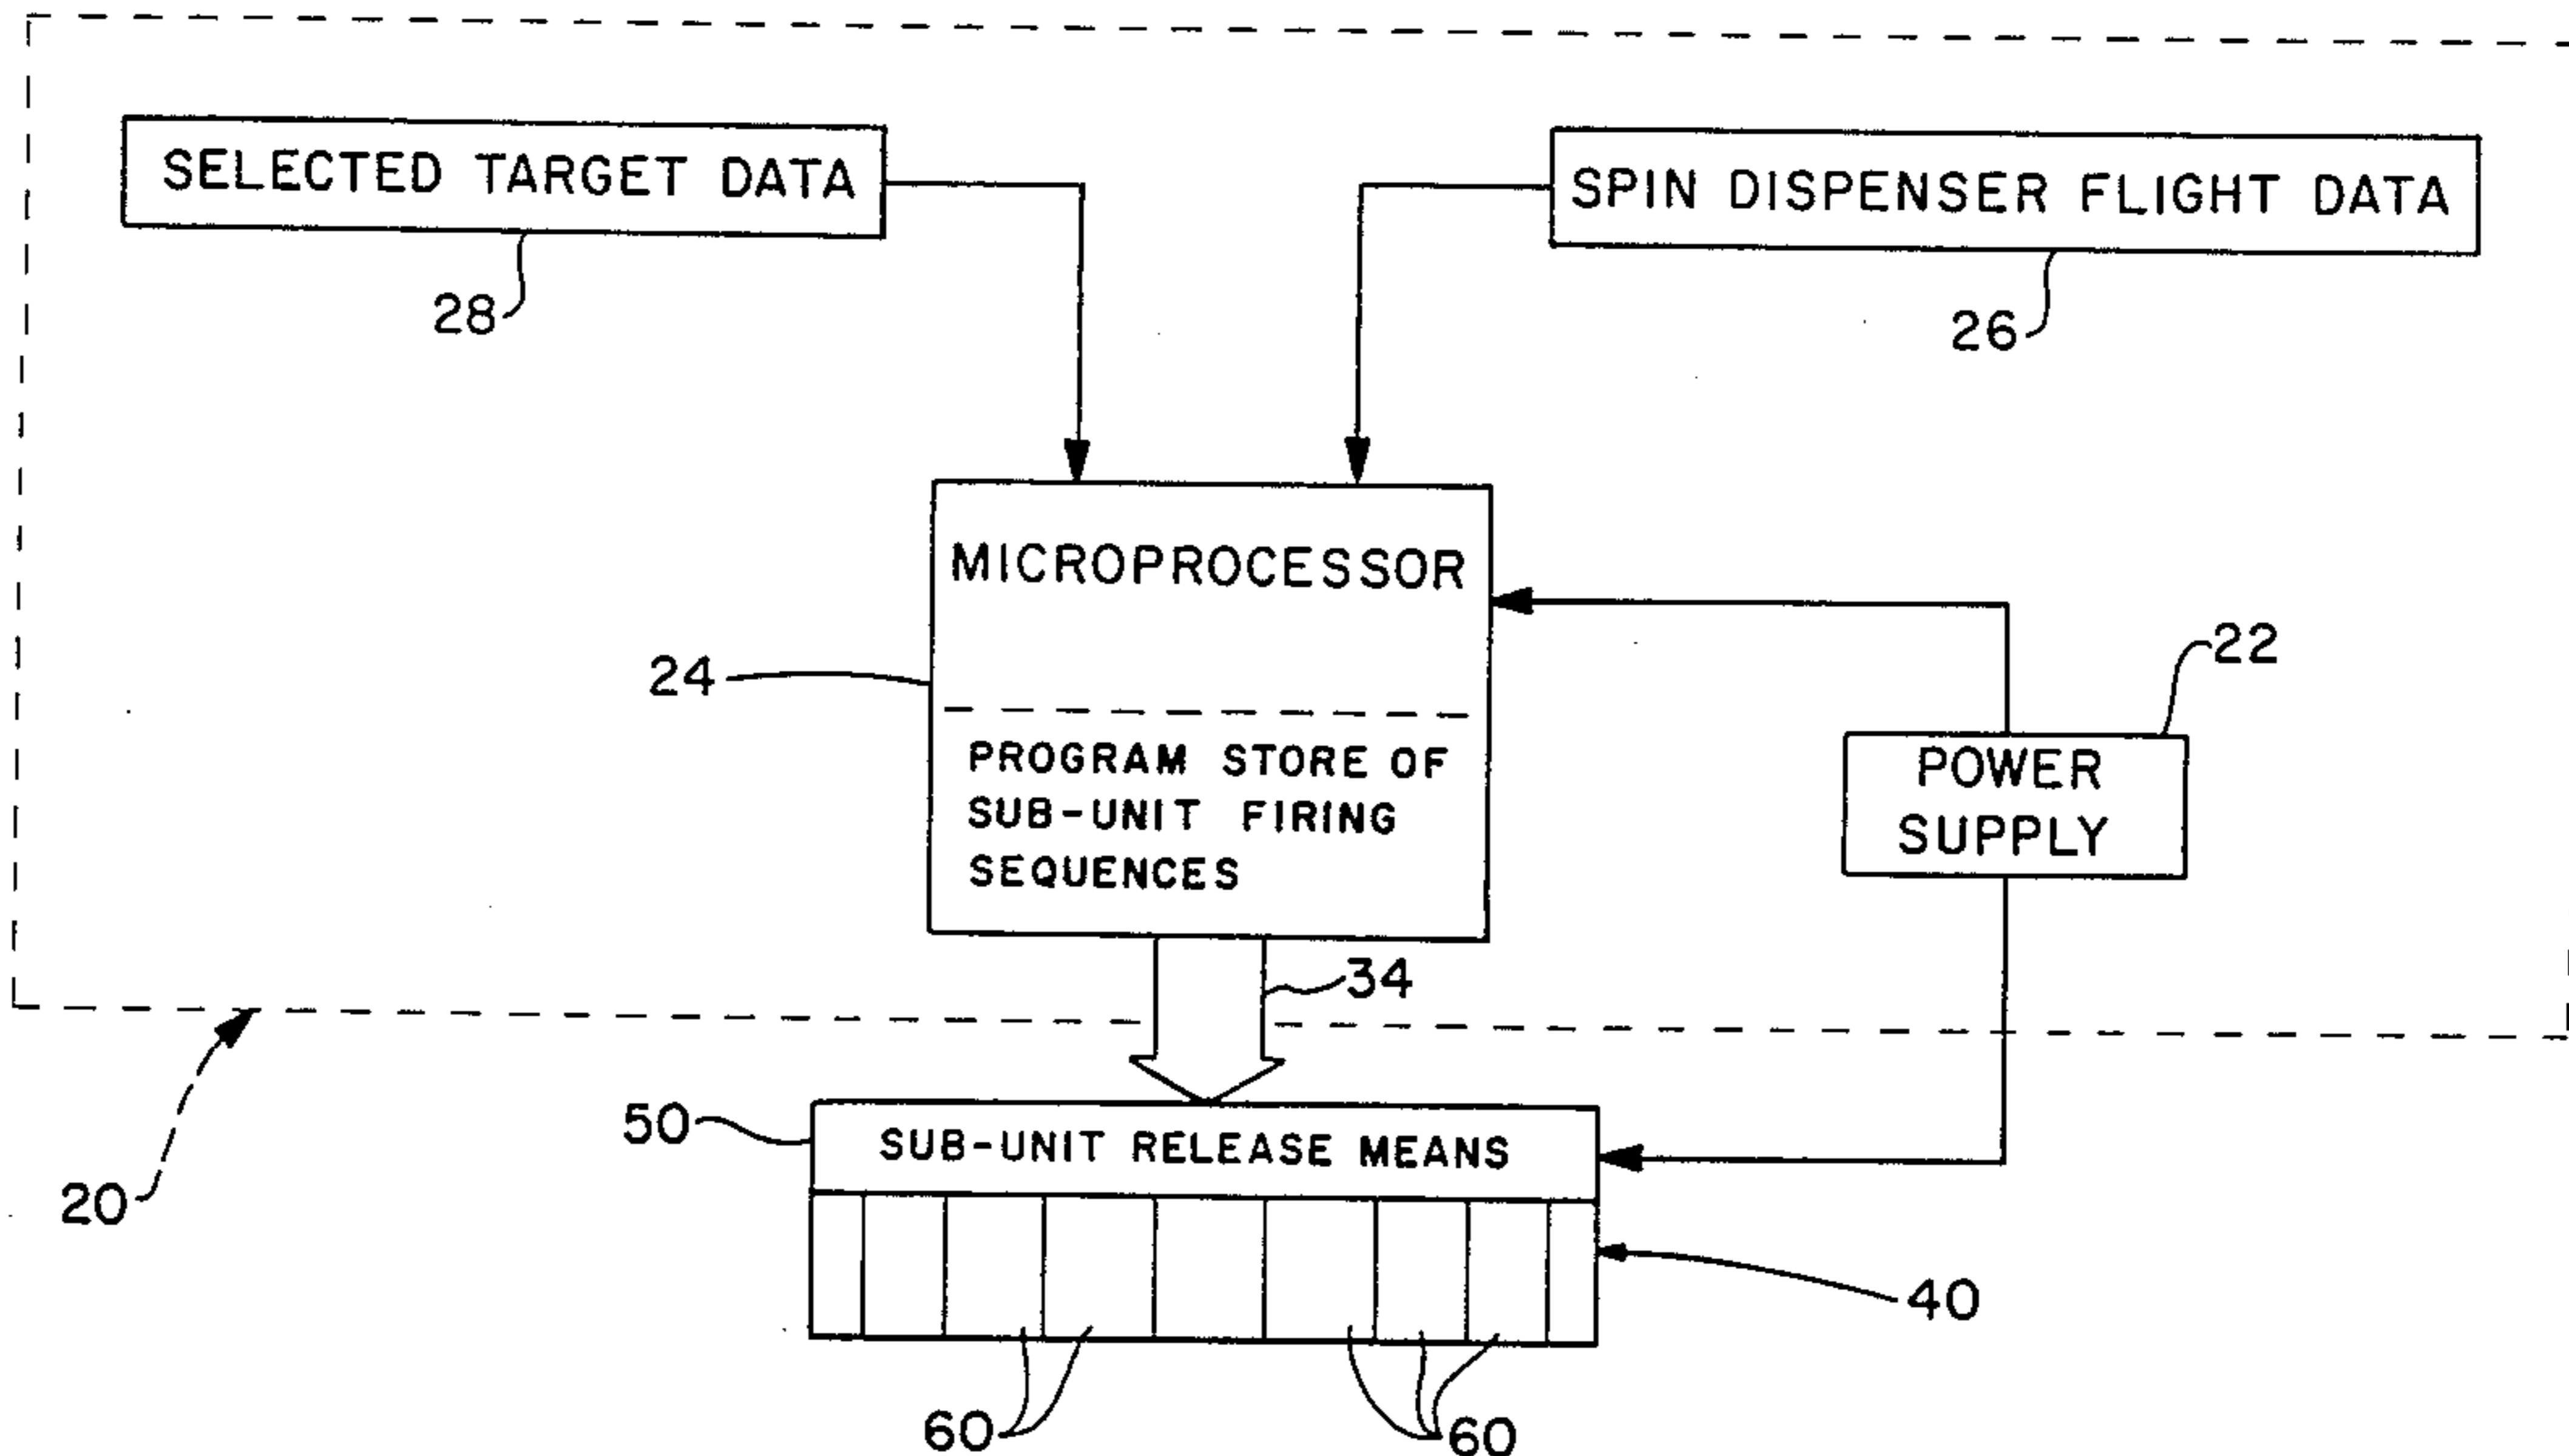 SELECTED TARGET DATA
28
SPIN DISPENSER FLIGHT DATA
26
MICROPROCESSOR
24
PROGRAM STORE OF
SUB-UNIT FIRING
SEQUENCES
22
POWER
SUPPLY
34
20
50
SUB-UNIT RELEASE MEANS
40
60
60